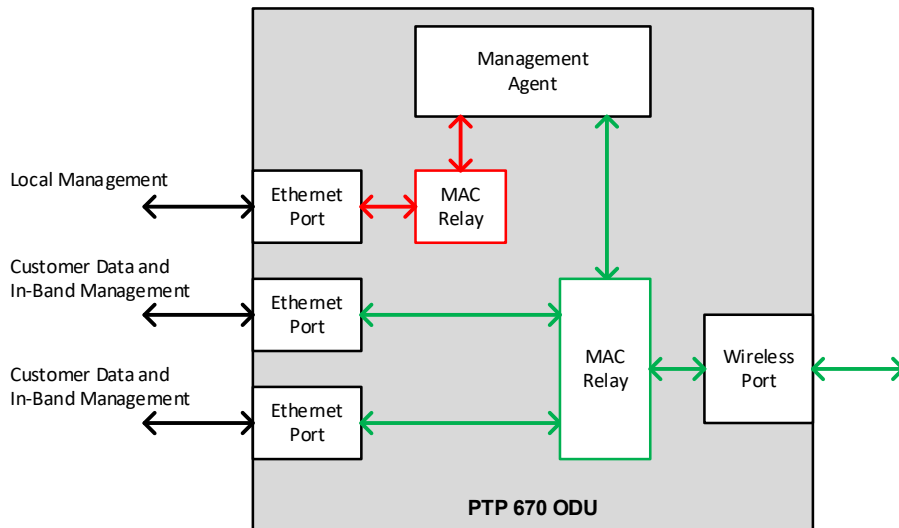 Management
Agent
Local Management
Ethernet
Port
MAC
Relay
Customer Data and
In-Band Management
Ethernet
Port
MAC
Relay
Wireless
Port
Customer Data and
In-Band Management
Ethernet
Port
PTP 670 ODU